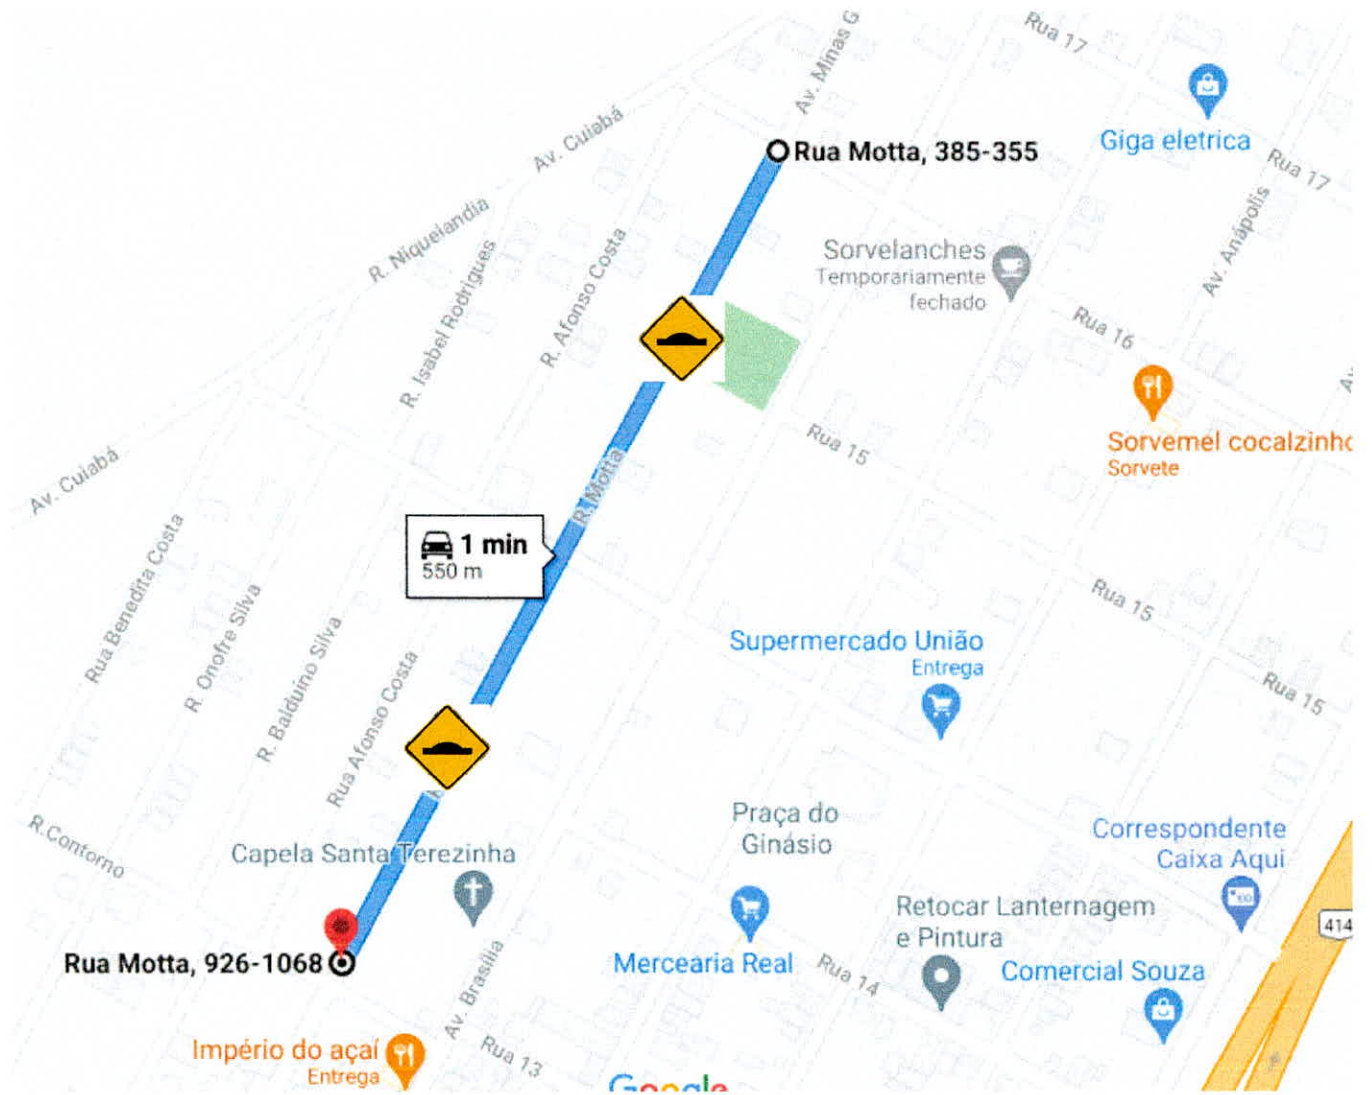 Rua 17
Av. Minas G
Giga eletrica
Av. Cuiabá
Rua Motta, 385-355
Rua 17
R. Niquelandia
Av. Anápolis
Sorvelanches
Temporariamente
fechado
R. Isabel Rodrigues
R. Afonso Costa
Rua 16
Av
Sorvemel cocalzinho
Sorvete
Rua 15
Av. Cuiabá
R. Motta
1 min
550 m
Rua Benedita Costa
R. Onofre Silva
R. Balduino Silva
Rua Afonso Costa
Rua 15
Supermercado União
Entrega
Rua 15
R.Contorno
Praça do
Ginásio
Correspondente
Caixa Aqui
Capela Santa Terezinha
Retocar Lanternagem
e Pintura
414
Rua Motta, 926-1068
Av. Brasília
Mercearia Real
Rua 14
Comercial Souza
Império do açaí
Entrega
Rua 13
Google